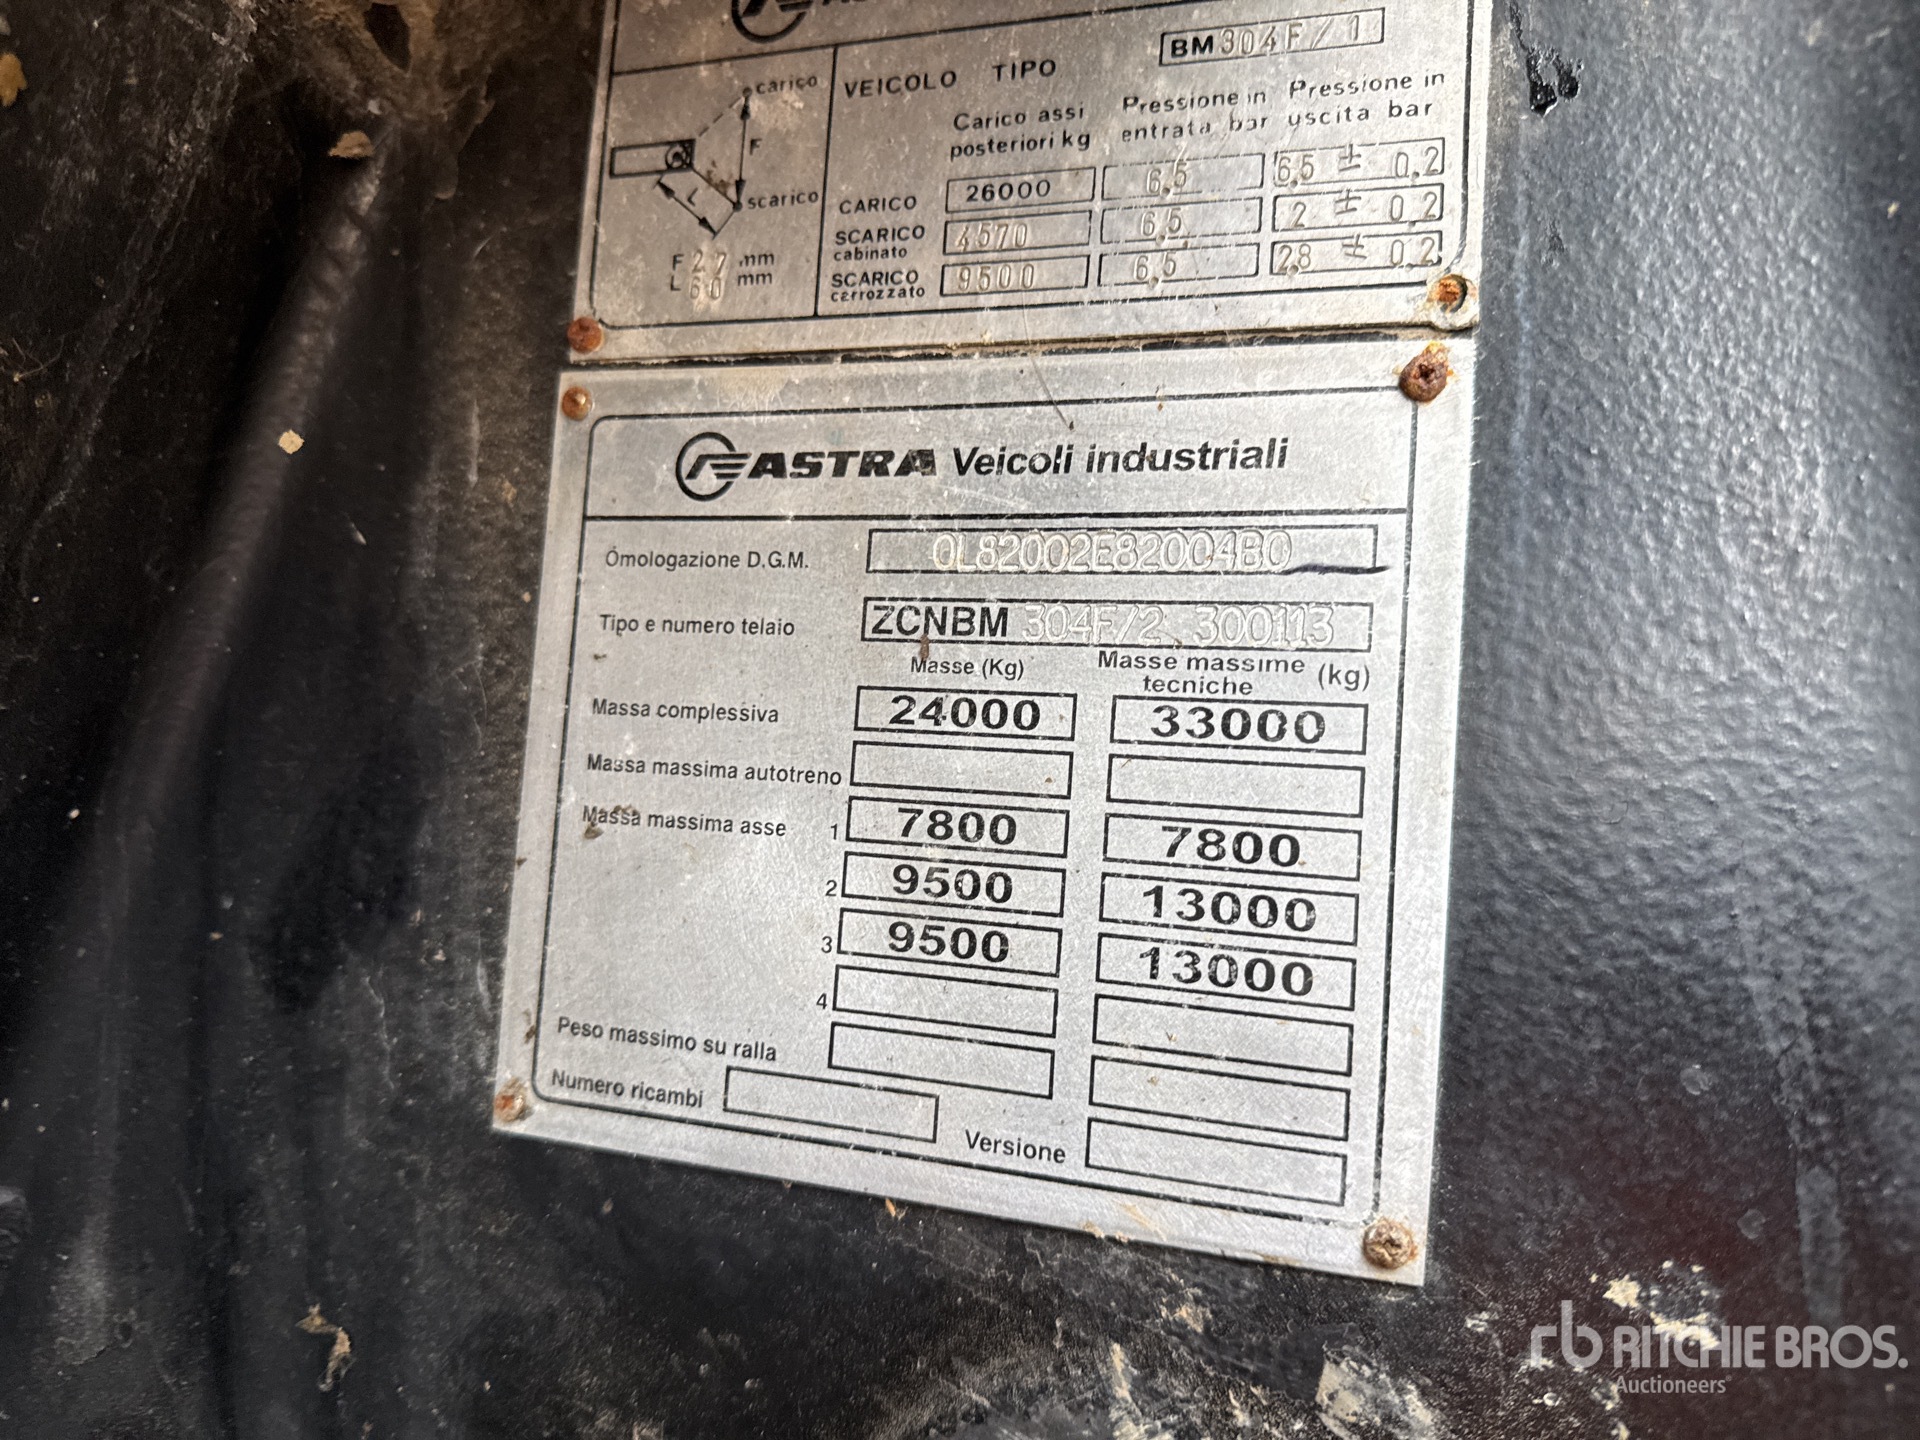 BM 304F/1
VEICOLO TIPO
carico
F
L
scarico
F 27 mm
L 60 mm
Carico assi posteriori kg
Pressione in entrata bar
Pressione in uscita bar
CARICO 26000 6,5 6,5 ± 0,2
SCARICO cabinato 4570 6,5 2 ± 0,2
SCARICO carrozzato 9500 6,5 2,8 ± 0,2
ASTRA Veicoli industriali
Omologazione D.G.M. OL82002E82004B0
Tipo e numero telaio ZCNBM 304F/2 300113
Masse (Kg) Masse massime tecniche (kg)
Massa complessiva 24000 33000
Massa massima autotreno
Massa massima asse 1 7800 7800
2 9500 13000
3 9500 13000
4
Peso massimo su ralla
Numero ricambi
Versione
rb RITCHIE BROS.
Auctioneers